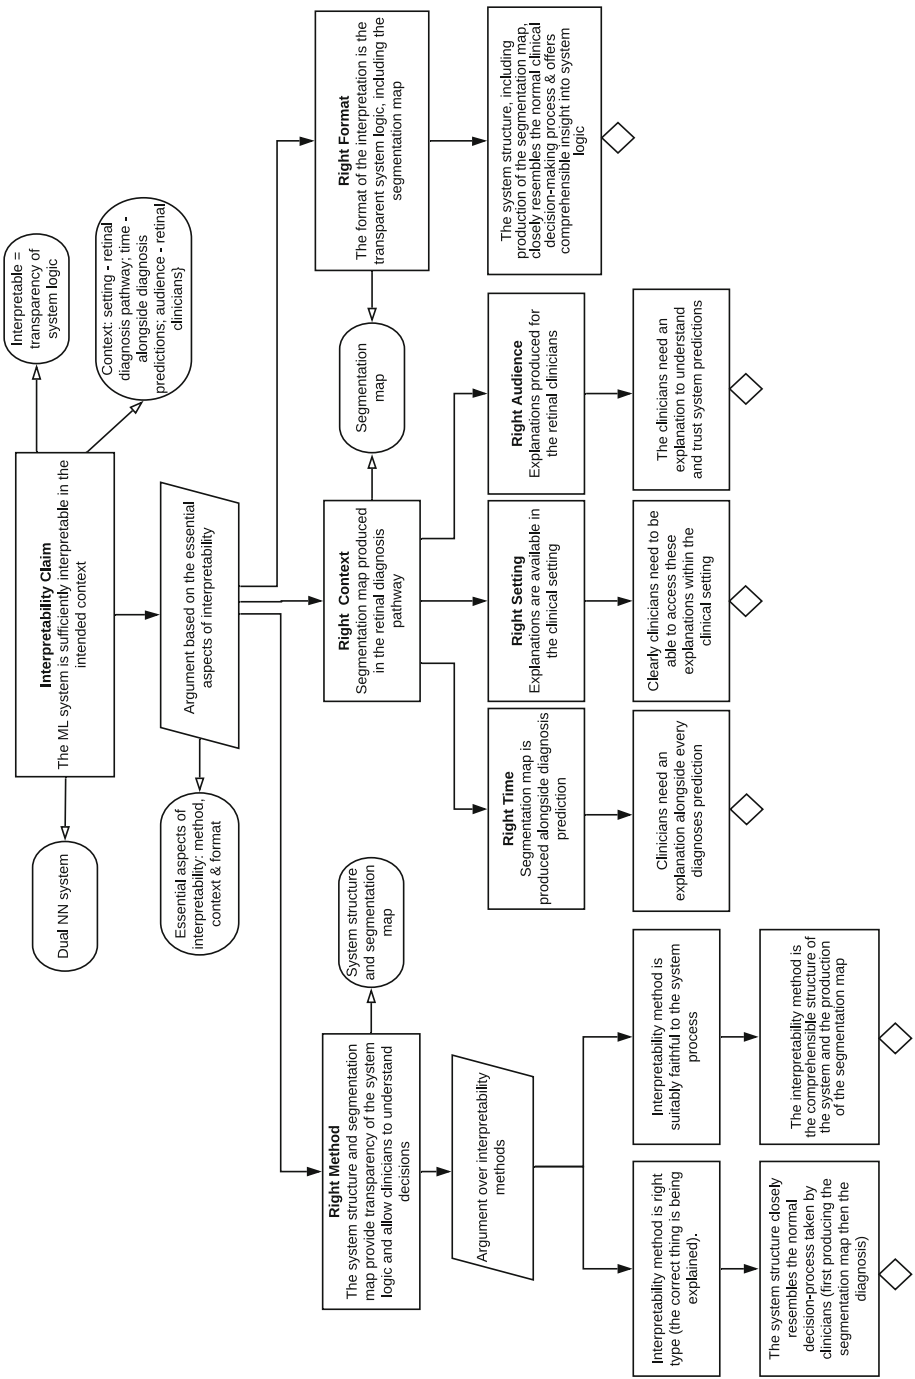 Interpretability Claim
The ML system is sufficiently interpretable in the
intended context
Interpretable =
transparency of
system logic
Context: setting - retinal
diagnosis pathway; time -
alongside diagnosis
predictions; audience - retinal
clinicians}
Dual NN system
Argument based on the essential
aspects of interpretability
Essential aspects of
interpretability: method,
context & format
Right Method
The system structure and segmentation
map provide transparency of the system
logic and allow clinicians to understand
decisions
System structure
and segmentation
map
Right Context
Segmentation map produced
in the retinal diagnosis
pathway
Segmentation
map
Right Format
The format of the interpretation is the
transparent system logic, including the
segmentation map
Argument over interpretability
methods
Right Time
Segmentation map is
produced alongside diagnosis
prediction
Right Setting
Explanations are available in
the clinical setting
Right Audience
Explanations produced for
the retinal clinicians
The system structure, including
production of the segmentation map,
closely resembles the normal clinical
decision-making process & offers
comprehensible insight into system
logic
Interpretability method is right
type (the correct thing is being
explained).
Interpretability method is
suitably faithful to the system
process
Clinicians need an
explanation alongside every
diagnoses prediction
Clearly clinicians need to be
able to access these
explanations within the
clinical setting
The clinicians need an
explanation to understand
and trust system predictions
The system structure closely
resembles the normal
decision-process taken by
clinicians (first producing the
segmentation map then the
diagnosis)
The interpretability method is
the comprehensible structure of
the system and the production
of the segmentation map